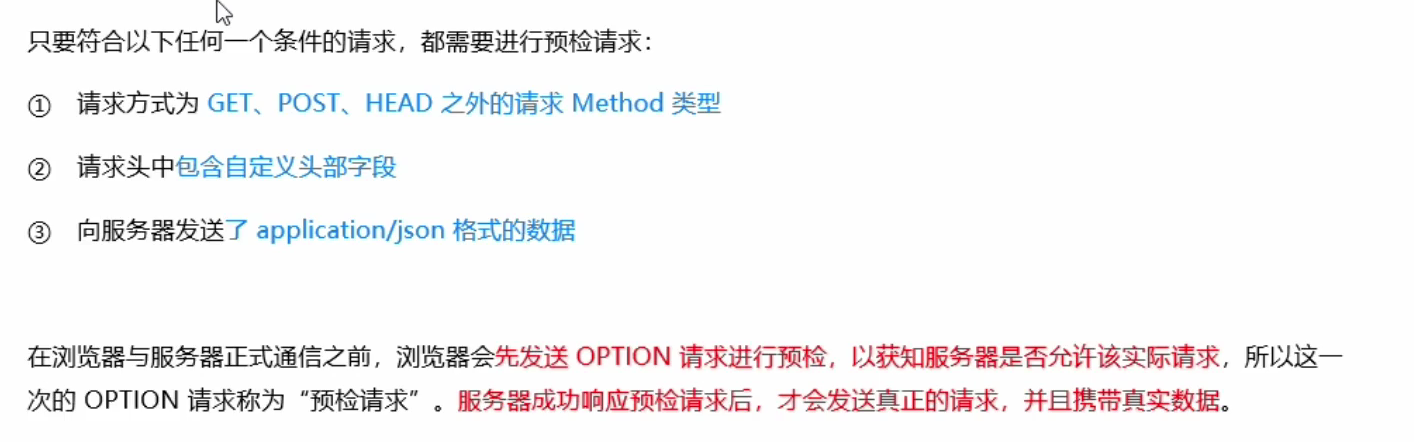 只要符合以下任何一个条件的请求，都需要进行预检请求：
① 请求方式为 GET、POST、HEAD 之外的请求 Method 类型
② 请求头中包含自定义头部字段
③ 向服务器发送了 application/json 格式的数据
在浏览器与服务器正式通信之前，浏览器会先发送 OPTION 请求进行预检，以获知服务器是否允许该实际请求，所以这一
次的 OPTION 请求称为“预检请求”。服务器成功响应预检请求后，才会发送真正的请求，并且携带真实数据。